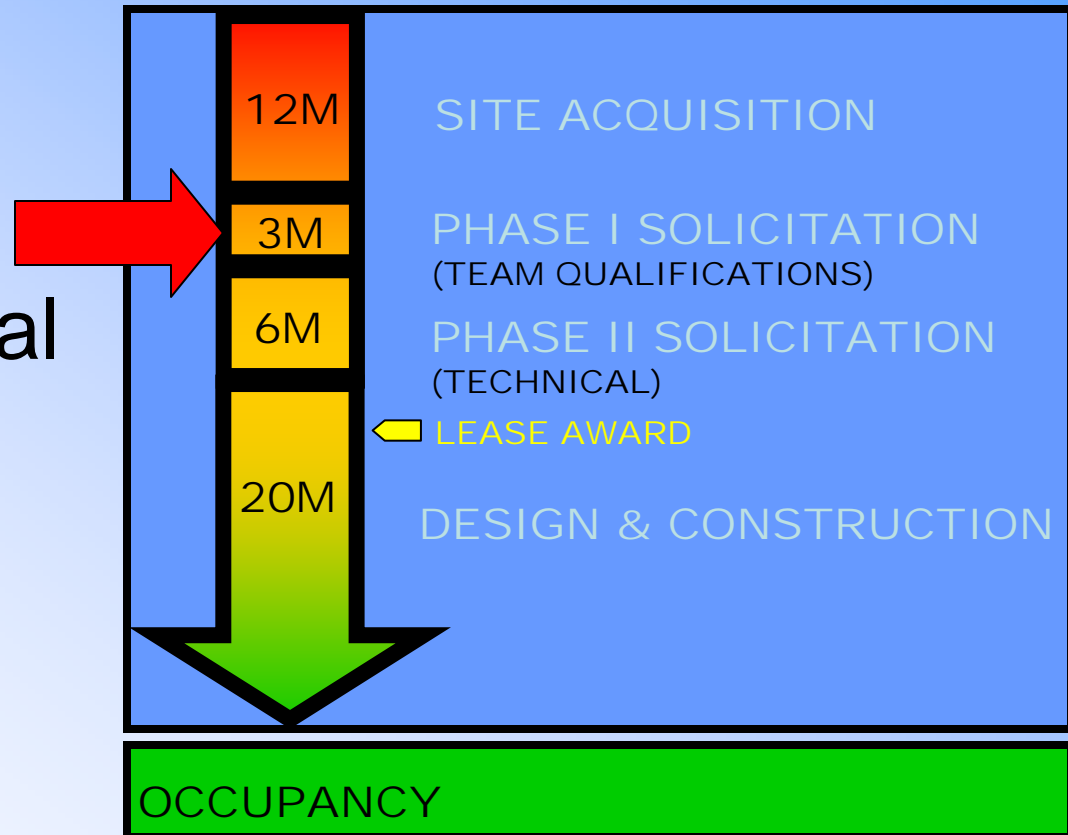 12M
SITE ACQUISITION
3M
PHASE I SOLICITATION
(TEAM QUALIFICATIONS)
al
6M
PHASE II SOLICITATION
(TECHNICAL)
LEASE AWARD
20M
DESIGN & CONSTRUCTION
OCCUPANCY